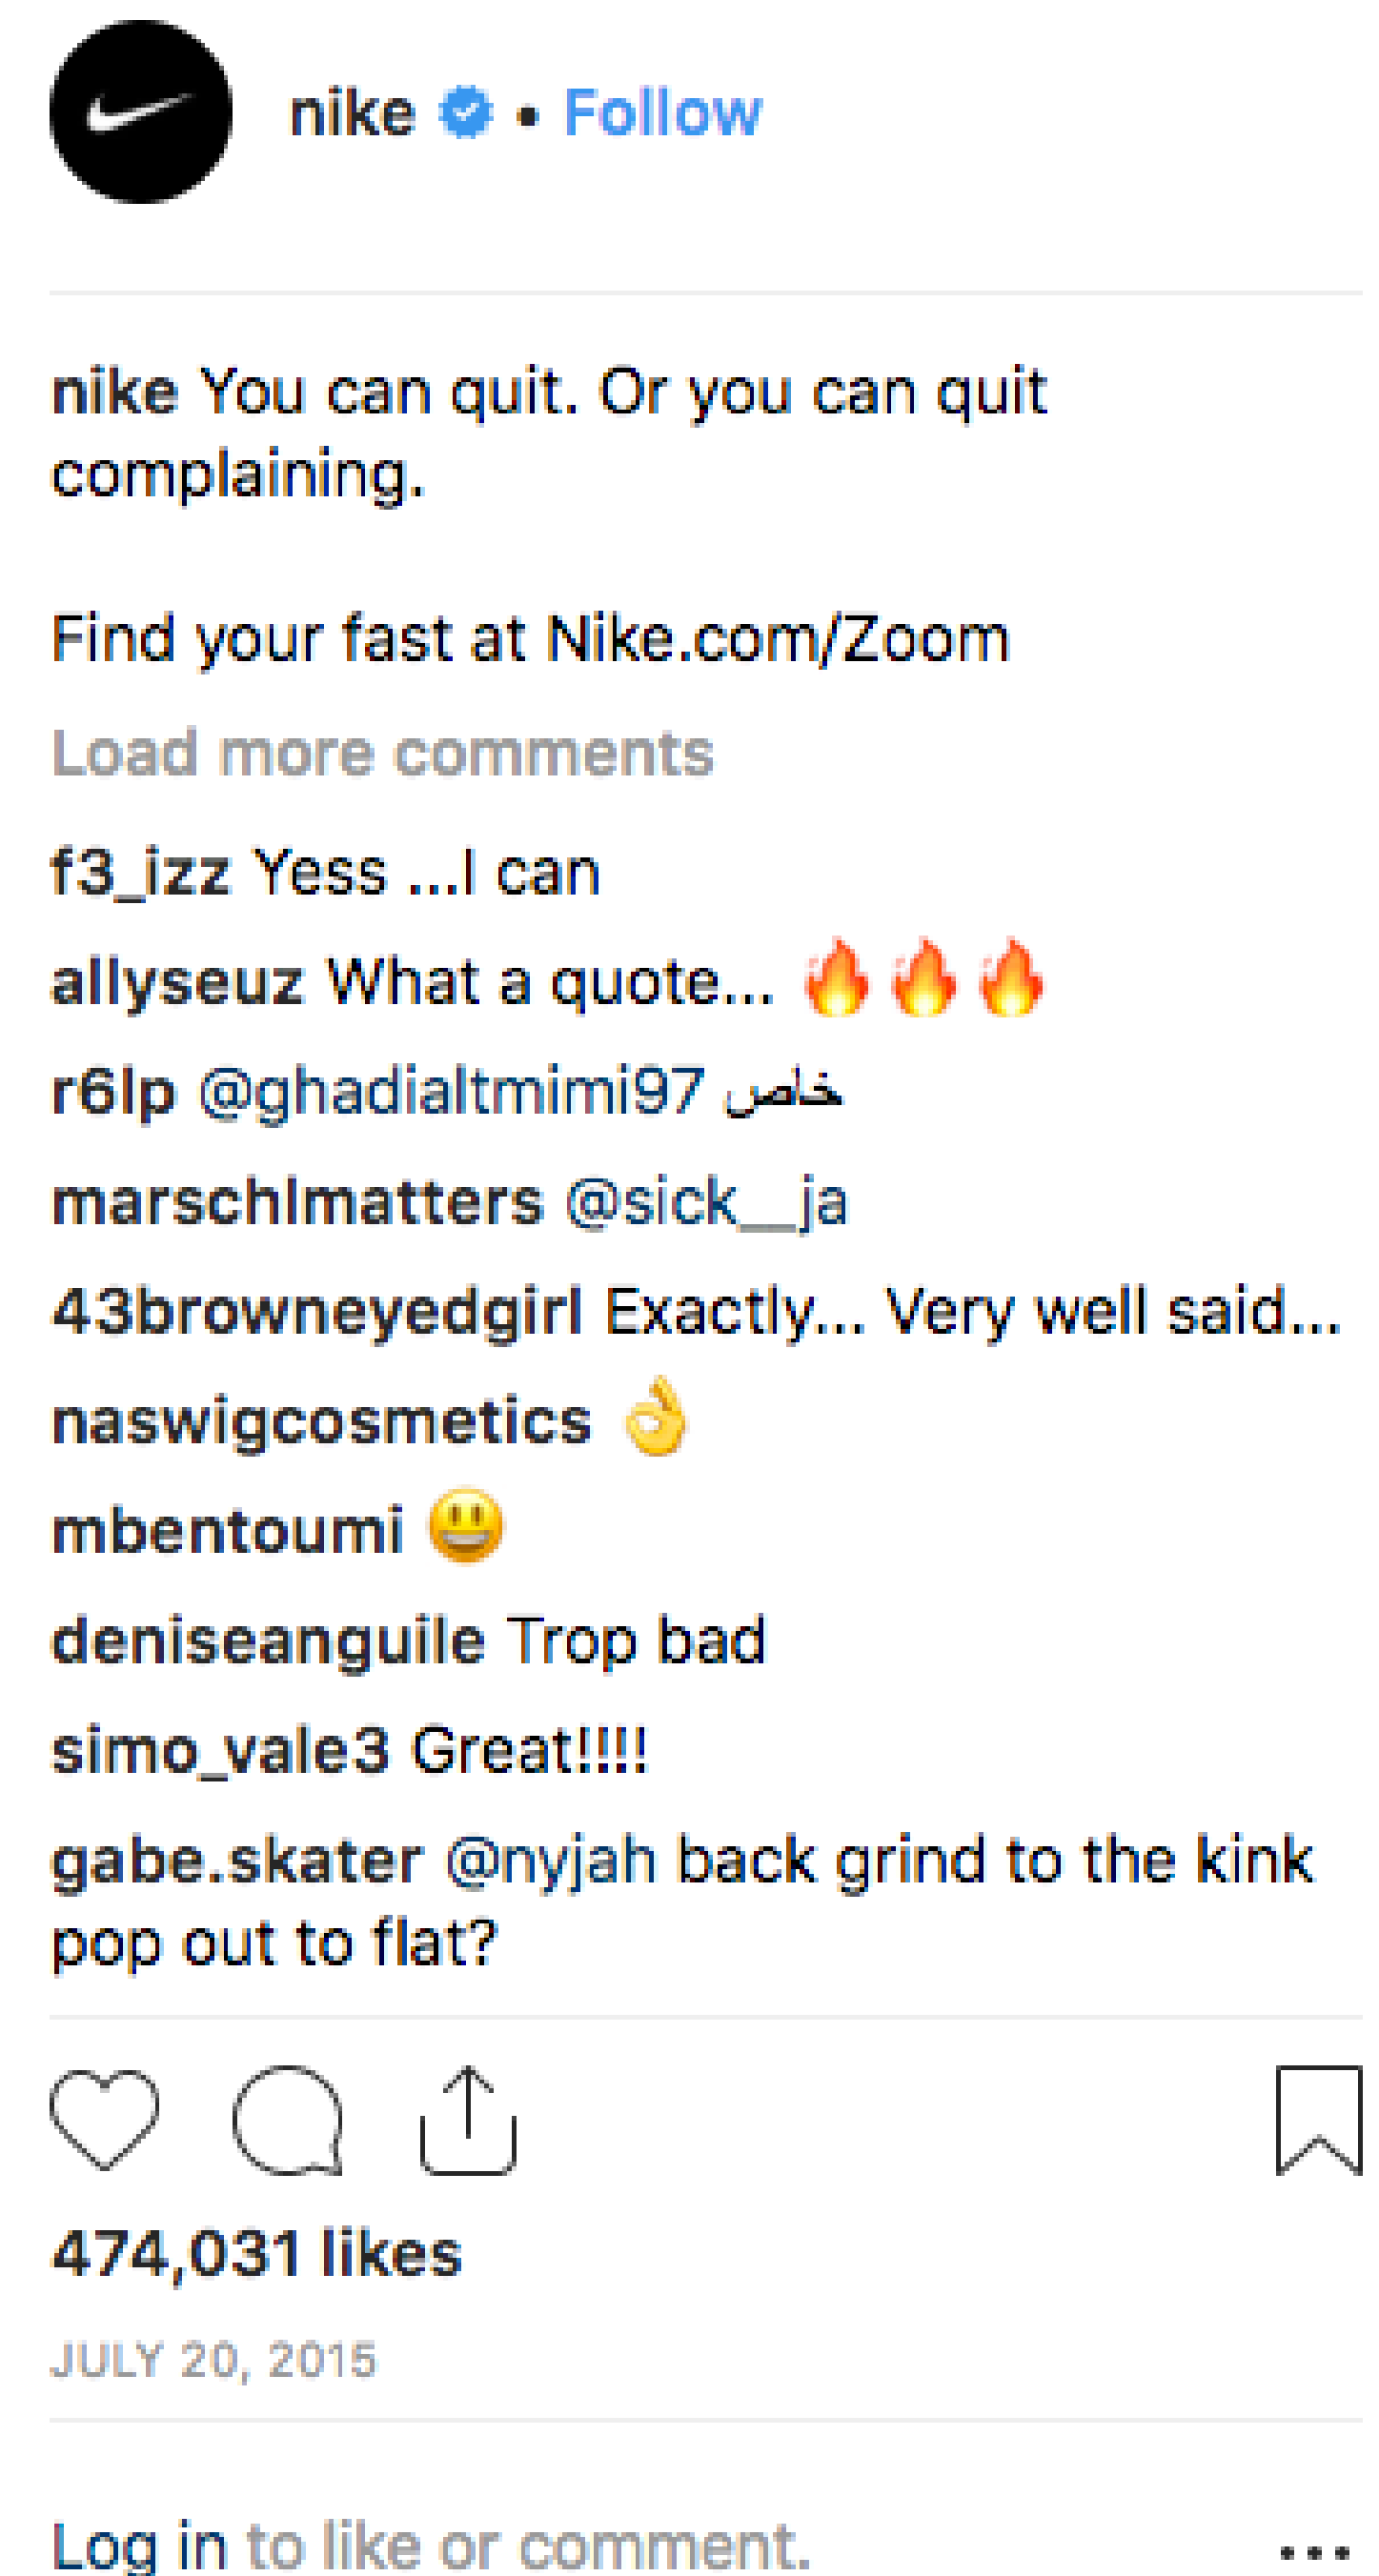 nike • Follow
nike You can quit. Or you can quit
complaining.
Find your fast at Nike.com/Zoom
Load more comments
f3_izz Yess ...I can
allyseuz What a quote... 🔥🔥🔥
r6lp @ghadialtmimi97 خاص
marschlmatters @sick__ja
43browneyedgirl Exactly... Very well said...
naswigcosmetics 👌
mbentoumi 😃
deniseanguile Trop bad
simo_vale3 Great!!!!
gabe.skater @nyjah back grind to the kink
pop out to flat?
474,031 likes
JULY 20, 2015
Log in to like or comment.